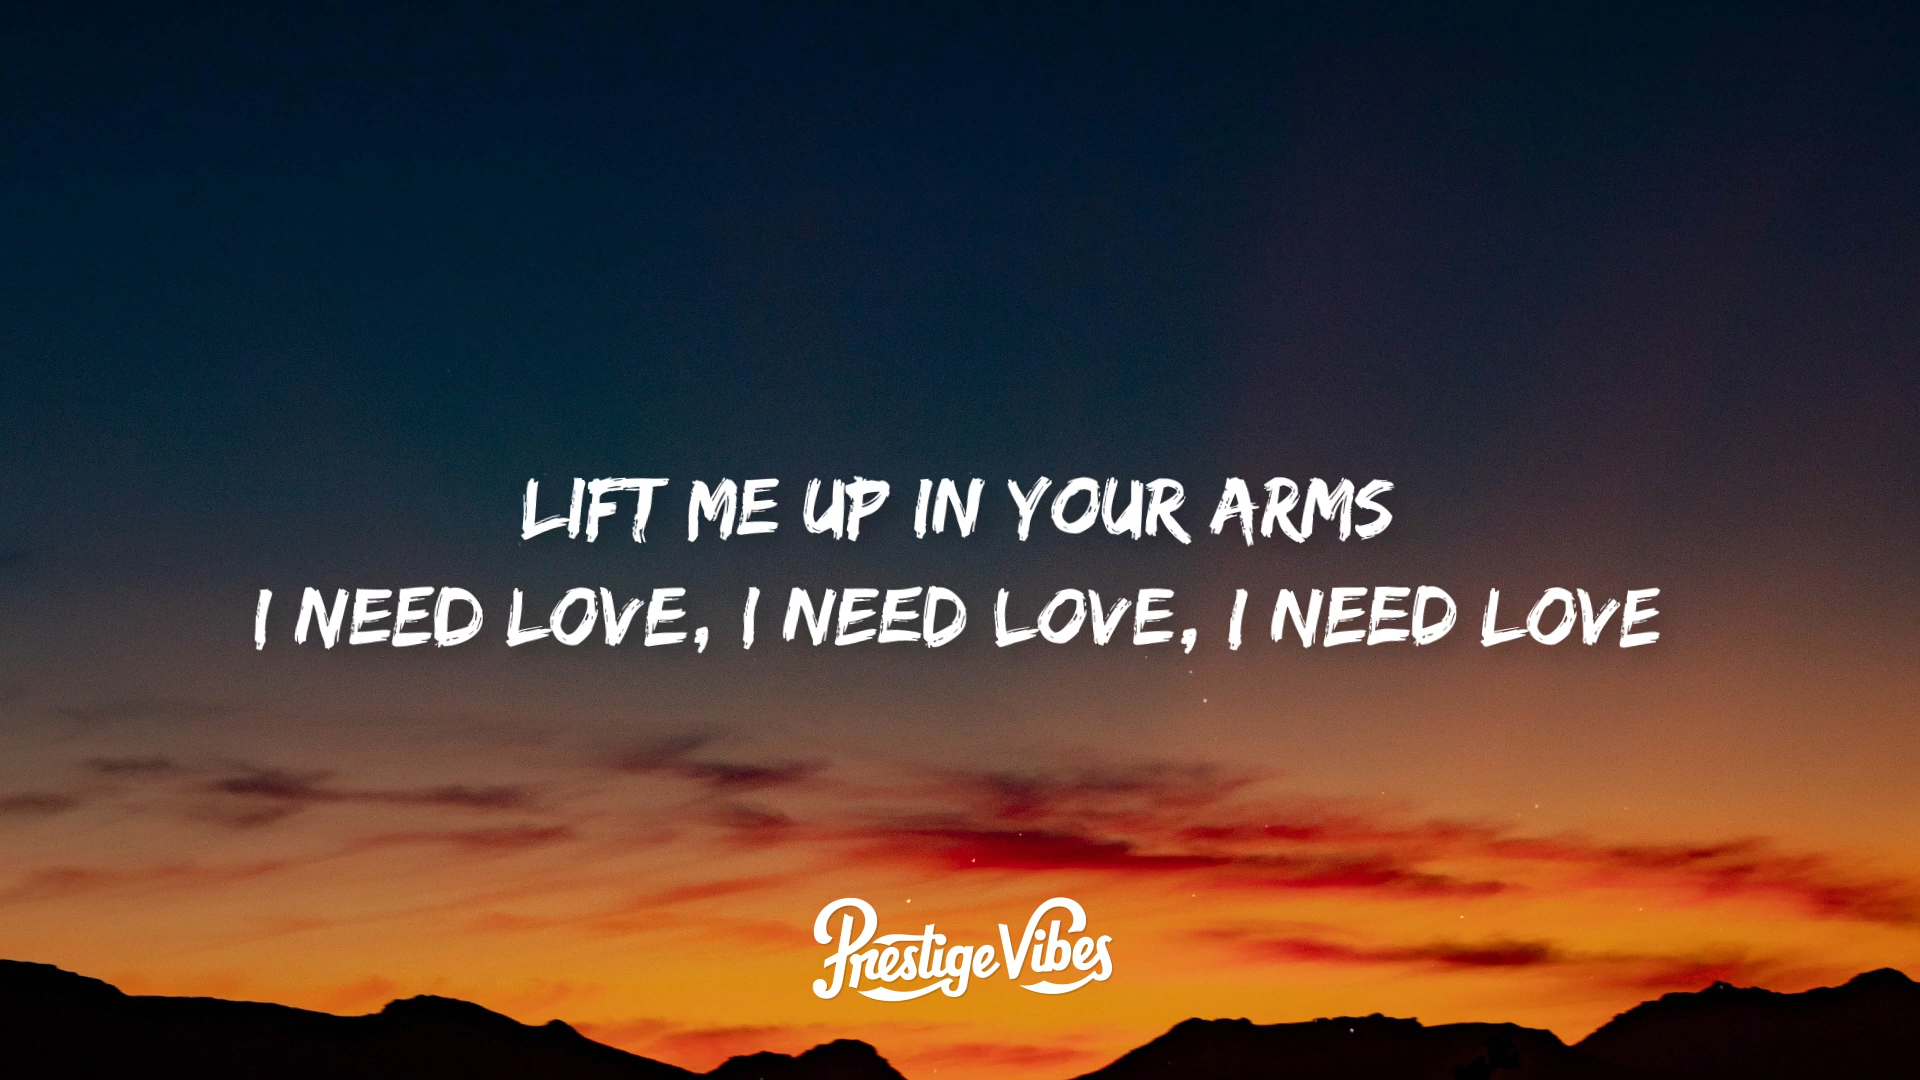 LIFT ME UP IN YOUR ARMS
I NEED LOVE, I NEED LOVE, I NEED LOVE
Prestige Vibes